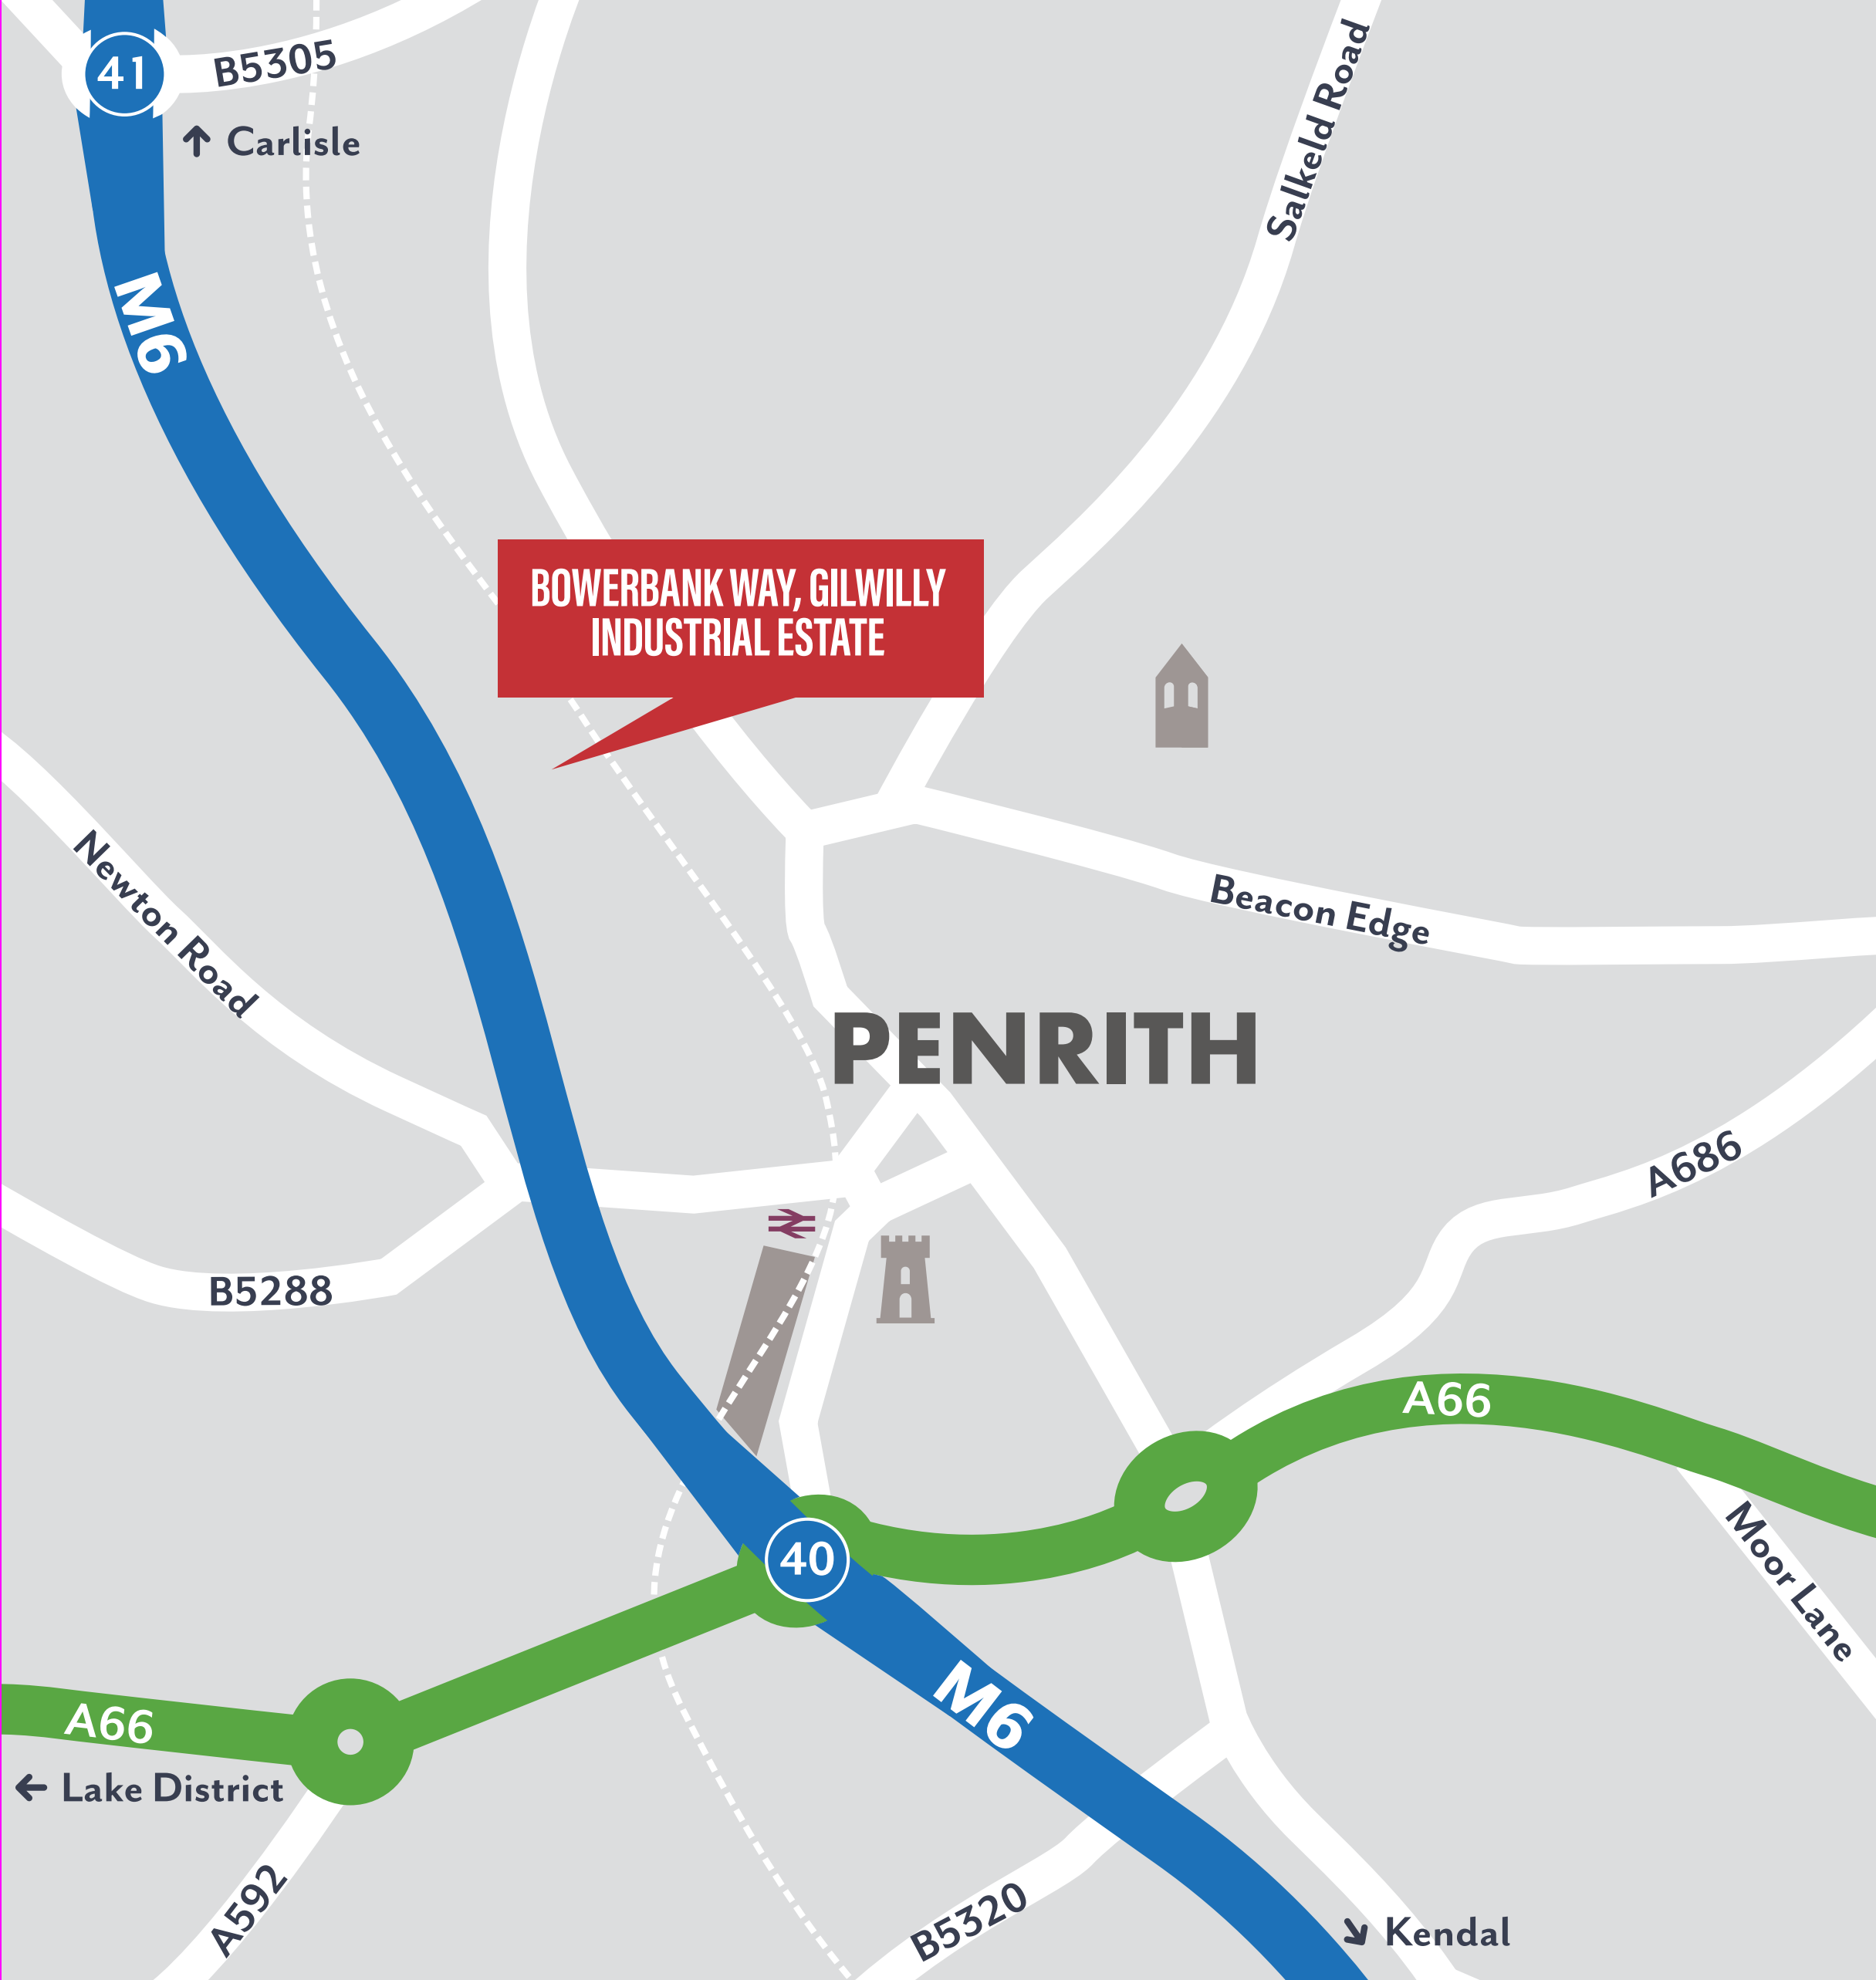 41
B5305
Carlisle
Salkeld Road
M6
BOWERBANK WAY, GILWILLY
INDUSTRIAL ESTATE
Newton Road
Beacon Edge
PENRITH
A686
B5288
A66
40
Moor Lane
M6
A66
Lake District
A592
B5320
Kendal